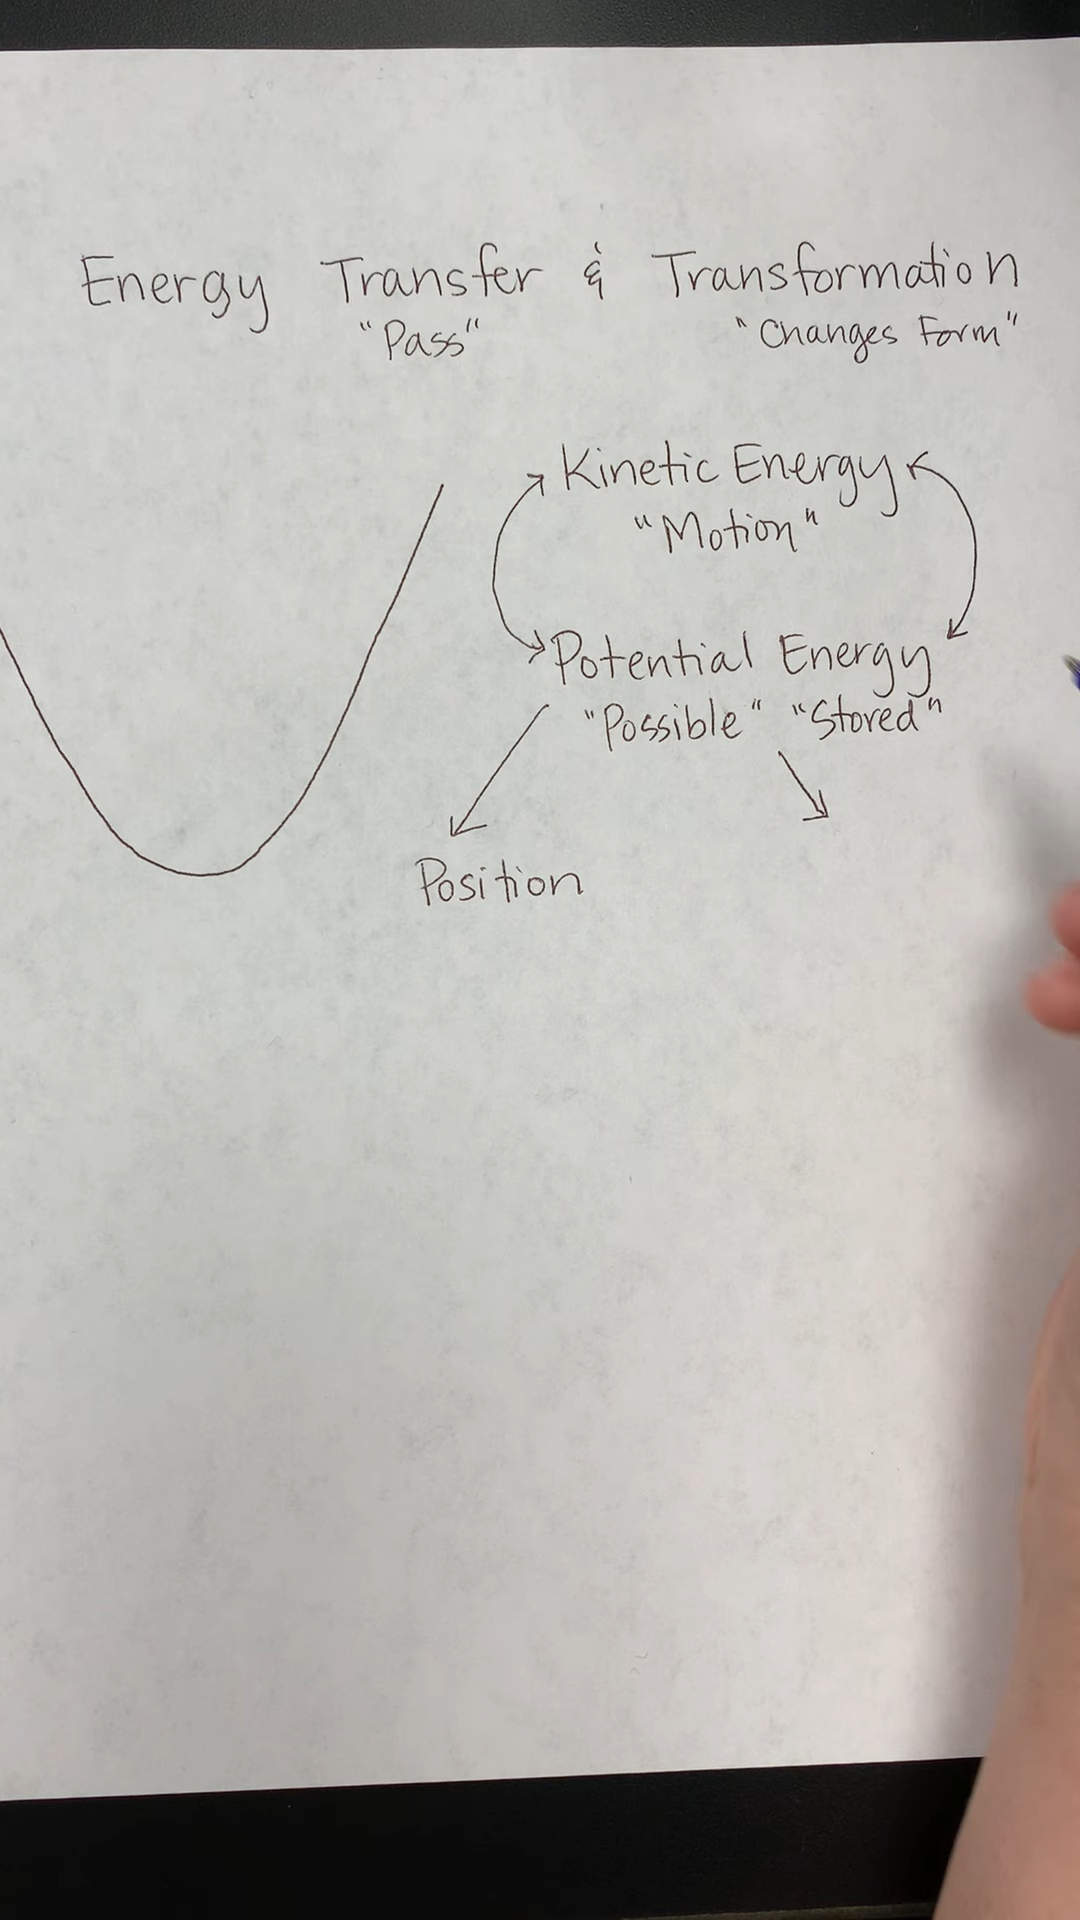 Energy Transfer & Transformation
"Pass" "Changes Form"
Kinetic Energy
"Motion"
Potential Energy
"Possible" "Stored"
Position